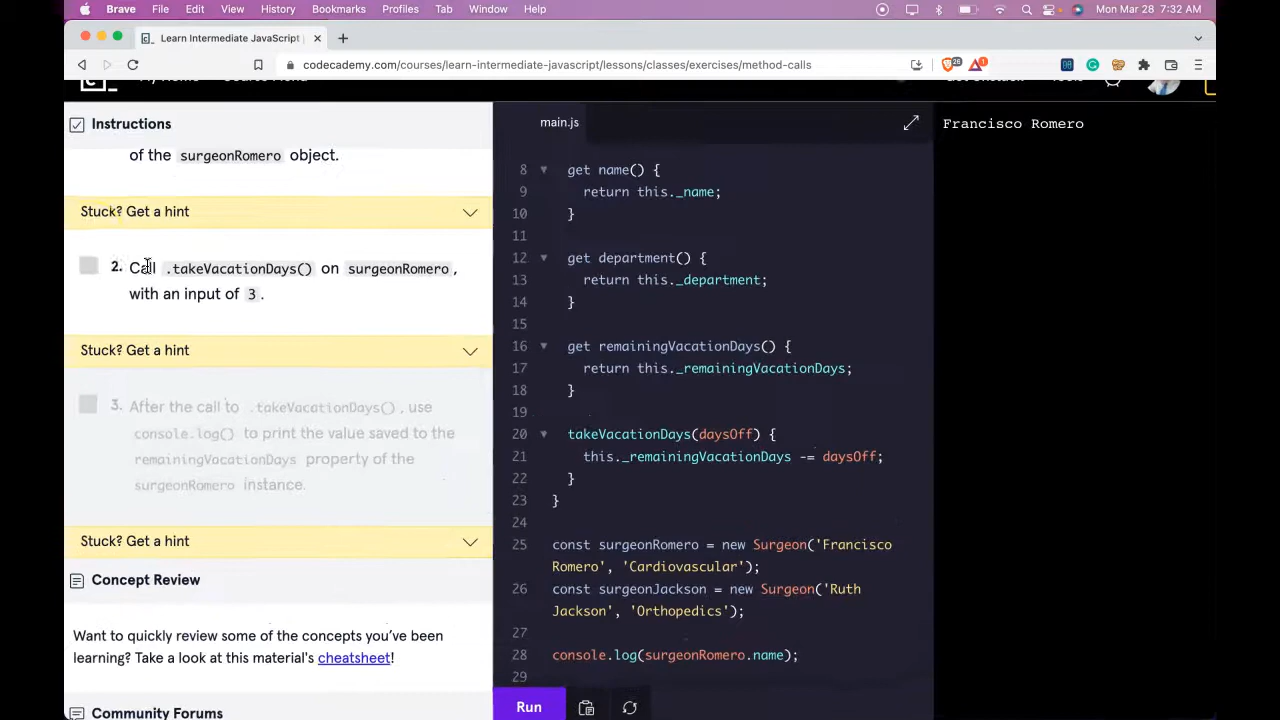 Brave File Edit View History Bookmarks Profiles Tab Window Help Mon Mar 28 7:32 AM
Learn Intermediate JavaScript
codecademy.com/courses/learn-intermediate-javascript/lessons/classes/exercises/method-calls
28
1
Instructions
of the surgeonRomero object.
Stuck? Get a hint
2. Call .takeVacationDays() on surgeonRomero,
with an input of 3.
Stuck? Get a hint
3. After the call to .takeVacationDays(), use
console.log() to print the value saved to the
remainingVacationDays property of the
surgeonRomero instance.
Stuck? Get a hint
Concept Review
Want to quickly review some of the concepts you’ve been
learning? Take a look at this material's cheatsheet!
Community Forums
main.js
8 get name() {
9 return this._name;
10 }
11
12 get department() {
13 return this._department;
14 }
15
16 get remainingVacationDays() {
17 return this._remainingVacationDays;
18 }
19
20 takeVacationDays(daysOff) {
21 this._remainingVacationDays -= daysOff;
22 }
23 }
24
25 const surgeonRomero = new Surgeon('Francisco
Romero', 'Cardiovascular');
26 const surgeonJackson = new Surgeon('Ruth
Jackson', 'Orthopedics');
27
28 console.log(surgeonRomero.name);
29
Run
Francisco Romero